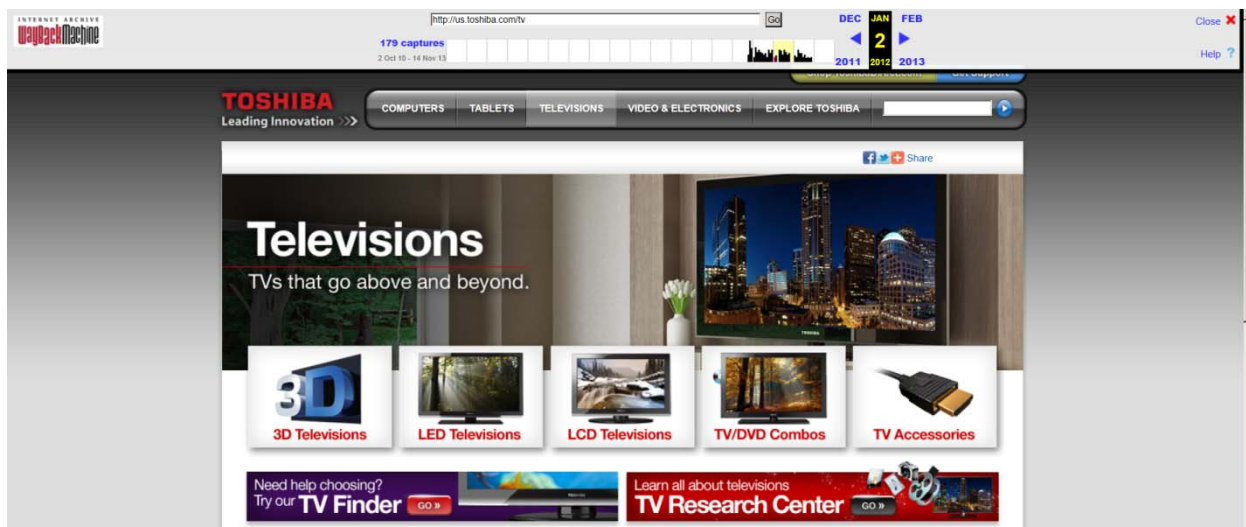 INTERNET ARCHIVE
WayBackMachine
http://us.toshiba.com/tv
Go
179 captures
2 Oct 10 - 14 Nov 13
DEC JAN FEB
2
2011 2012 2013
Close
Help ?
Get Support
TOSHIBA
Leading Innovation >>>
COMPUTERS TABLETS TELEVISIONS VIDEO & ELECTRONICS EXPLORE TOSHIBA
Share
Televisions
TVs that go above and beyond.
TOSHIBA
3D
3D Televisions
LED Televisions
LCD Televisions
TV/DVD Combos
TV Accessories
Need help choosing?
Try our TV Finder GO »
Learn all about televisions
TV Research Center GO »